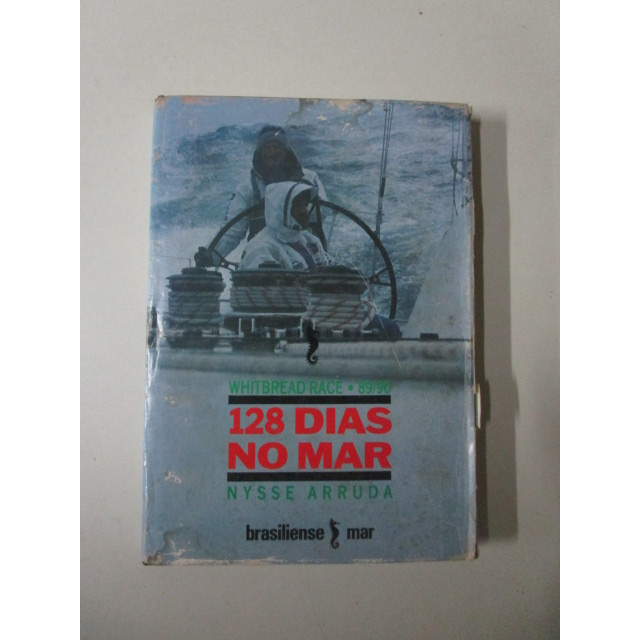 WHITBREAD RACE • 89/90
128 DIAS
NO MAR
NYSSE ARRUDA
brasiliense mar